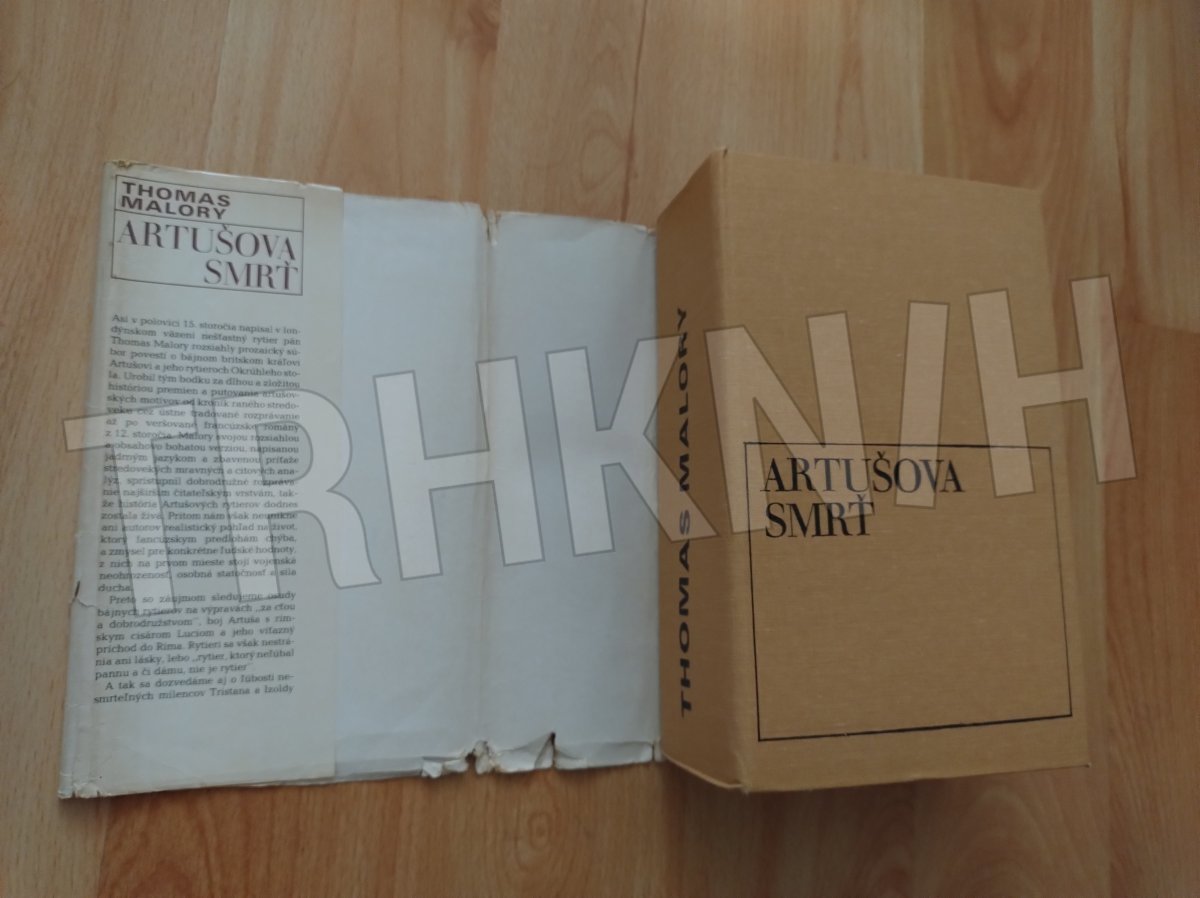 THOMAS
MALORY
ARTUŠOVA
SMRŤ
Asi v polovici 15. storočia napísal v lon-
dýnskom väzení nešťastný rytier pán
Thomas Malory rozsiahly prozaický sú-
bor povestí o bájnom britskom kráľovi
Artušovi a jeho rytieroch Okrúhleho sto-
la. Urobil tým bodku za dlhou a zložitou
históriou premien a putovania artušov-
ských motívov od kroník raného stredo-
veku cez ústne tradované rozprávanie
až po veršované francúzske romány
z 12. storočia. Malory svojou rozsiahlou
a obsahovo bohatou verziou, napísanou
jadrným jazykom a zbavenou príťaže
stredovekých mravných a citových ana-
lýz, sprístupnil dobrodružné rozpráva-
nie najširším čitateľským vrstvám, tak-
že história Artušových rytierov dodnes
zostala živá. Pritom nám však neunikne
ani autorov realistický pohľad na život,
ktorý fancúzskym predlohám chýba,
a zmysel pre konkrétne ľudské hodnoty,
z nich na prvom mieste stojí vojenská
neohrozenosť, osobná statočnosť a sila
ducha.
Preto so záujmom sledujeme osudy
bájnych rytierov na výpravách „za cťou
a dobrodružstvom", boj Artuša s rím-
skym cisárom Luciom a jeho víťazný
príchod do Ríma. Rytieri sa však nestrá-
nia ani lásky, lebo „rytier, ktorý neľúbal
pannu a či dámu, nie je rytier"
A tak sa dozvedáme aj o ľúbosti ne-
smrteľných milencov Tristana a Izoldy
THOMAS MALORY
ARTUŠOVA
SMRŤ
TRHKNÍH